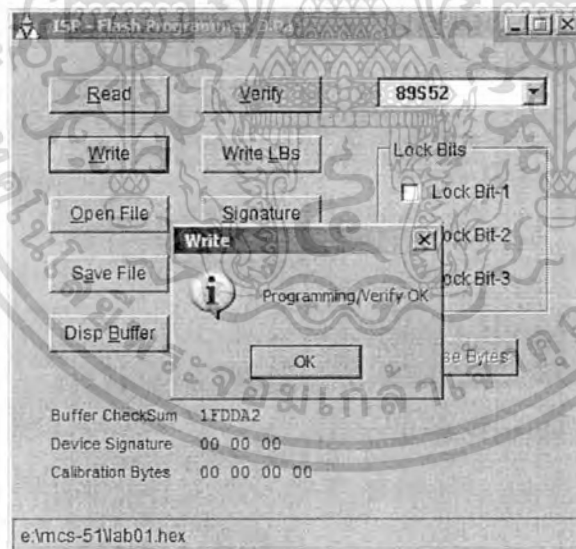 ISP - Flash Programmer 3.0a
Read
Verify
89S52
Write
Write LBs
Lock Bits
Lock Bit-1
Open File
Signature
Write
ock Bit-2
Save File
Programming/Verify OK
ock Bit-3
Disp Buffer
OK
se Bytes
Buffer CheckSum 1FDDA2
Device Signature 00 00 00
Calibration Bytes 00 00 00 00
e:\mcs-51\lab01.hex